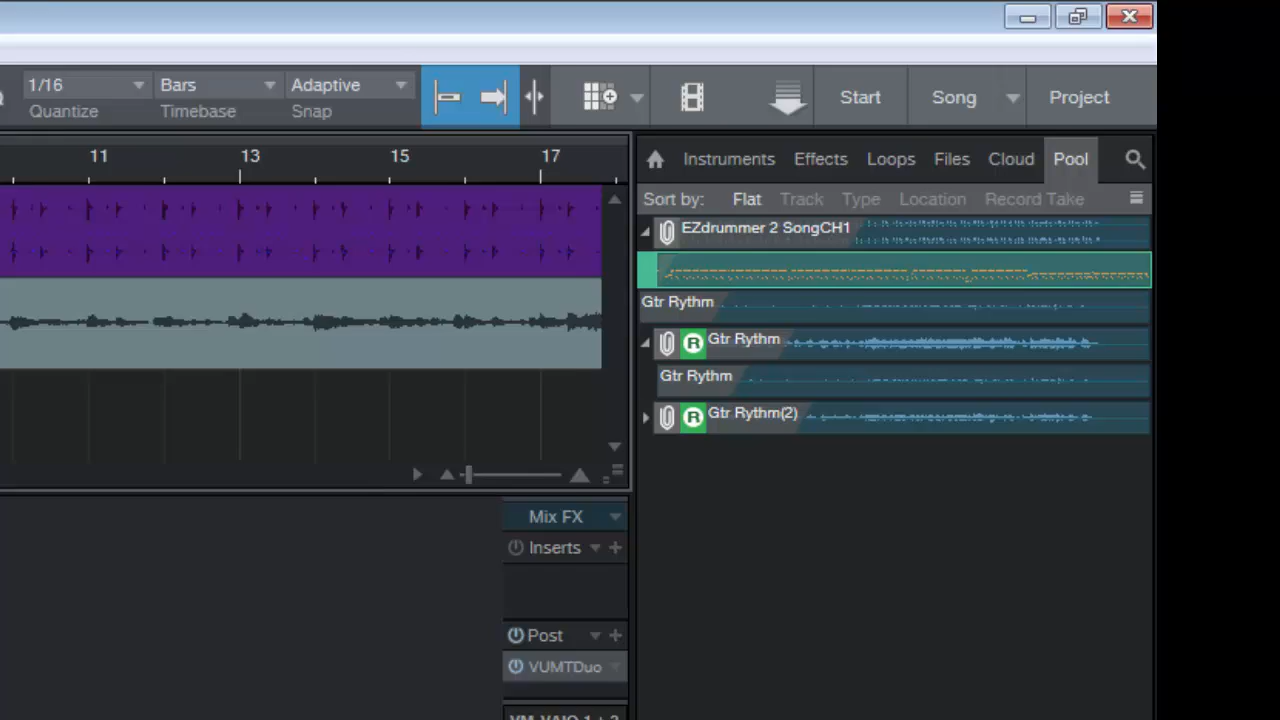 1/16 Bars Adaptive
Quantize Timebase Snap
Start Song Project
11 13 15 17
Instruments Effects Loops Files Cloud Pool
Sort by: Flat Track Type Location Record Take
EZdrummer 2 SongCH1
Gtr Rythm
R Gtr Rythm
Gtr Rythm
R Gtr Rythm(2)
Mix FX
Inserts
Post
VUMTDuo